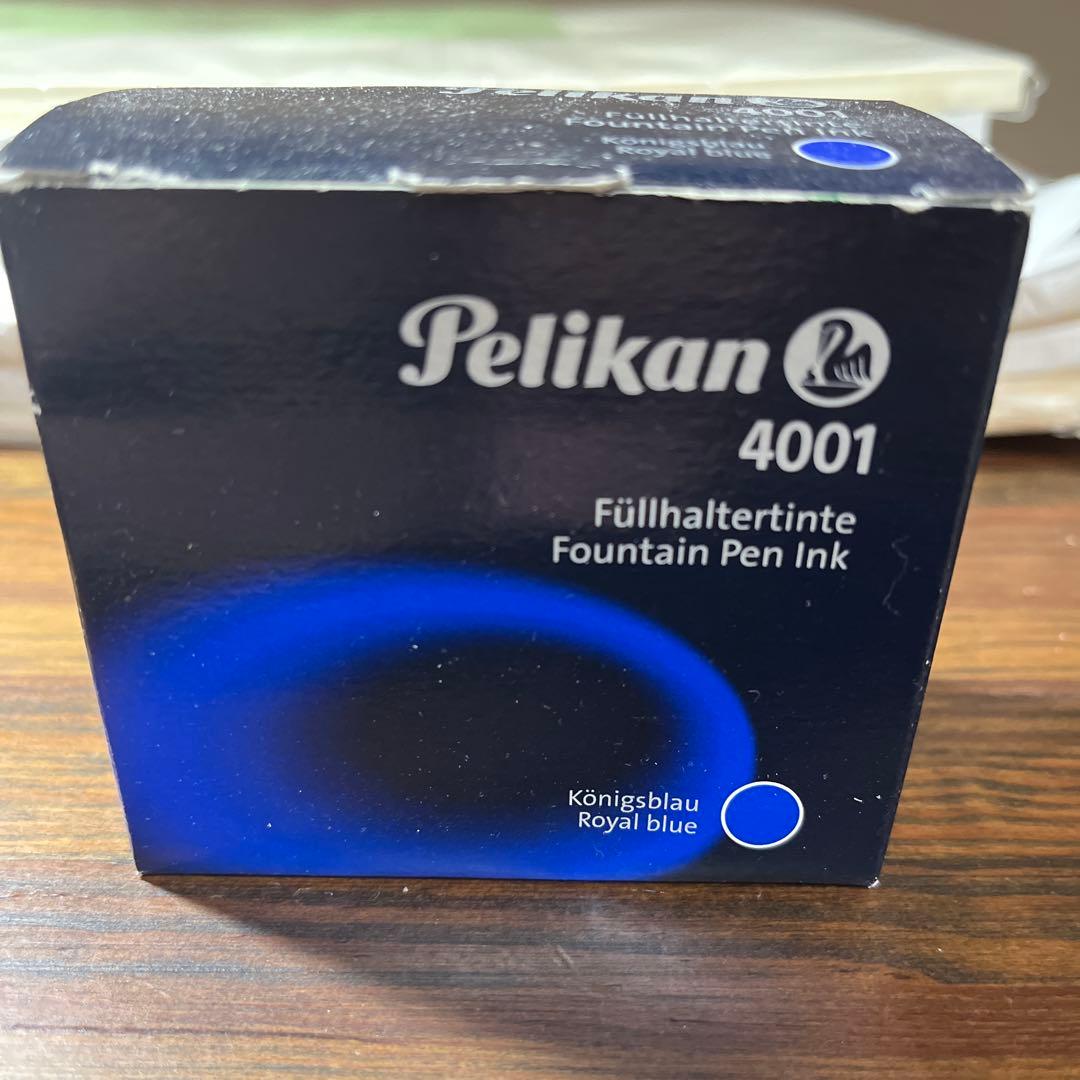 Pelikan
4001
Füllhaltertinte
Fountain Pen Ink
Königsblau
Royal blue
Pelikan
4001
Füllhaltertinte
Fountain Pen Ink
Königsblau
Royal blue